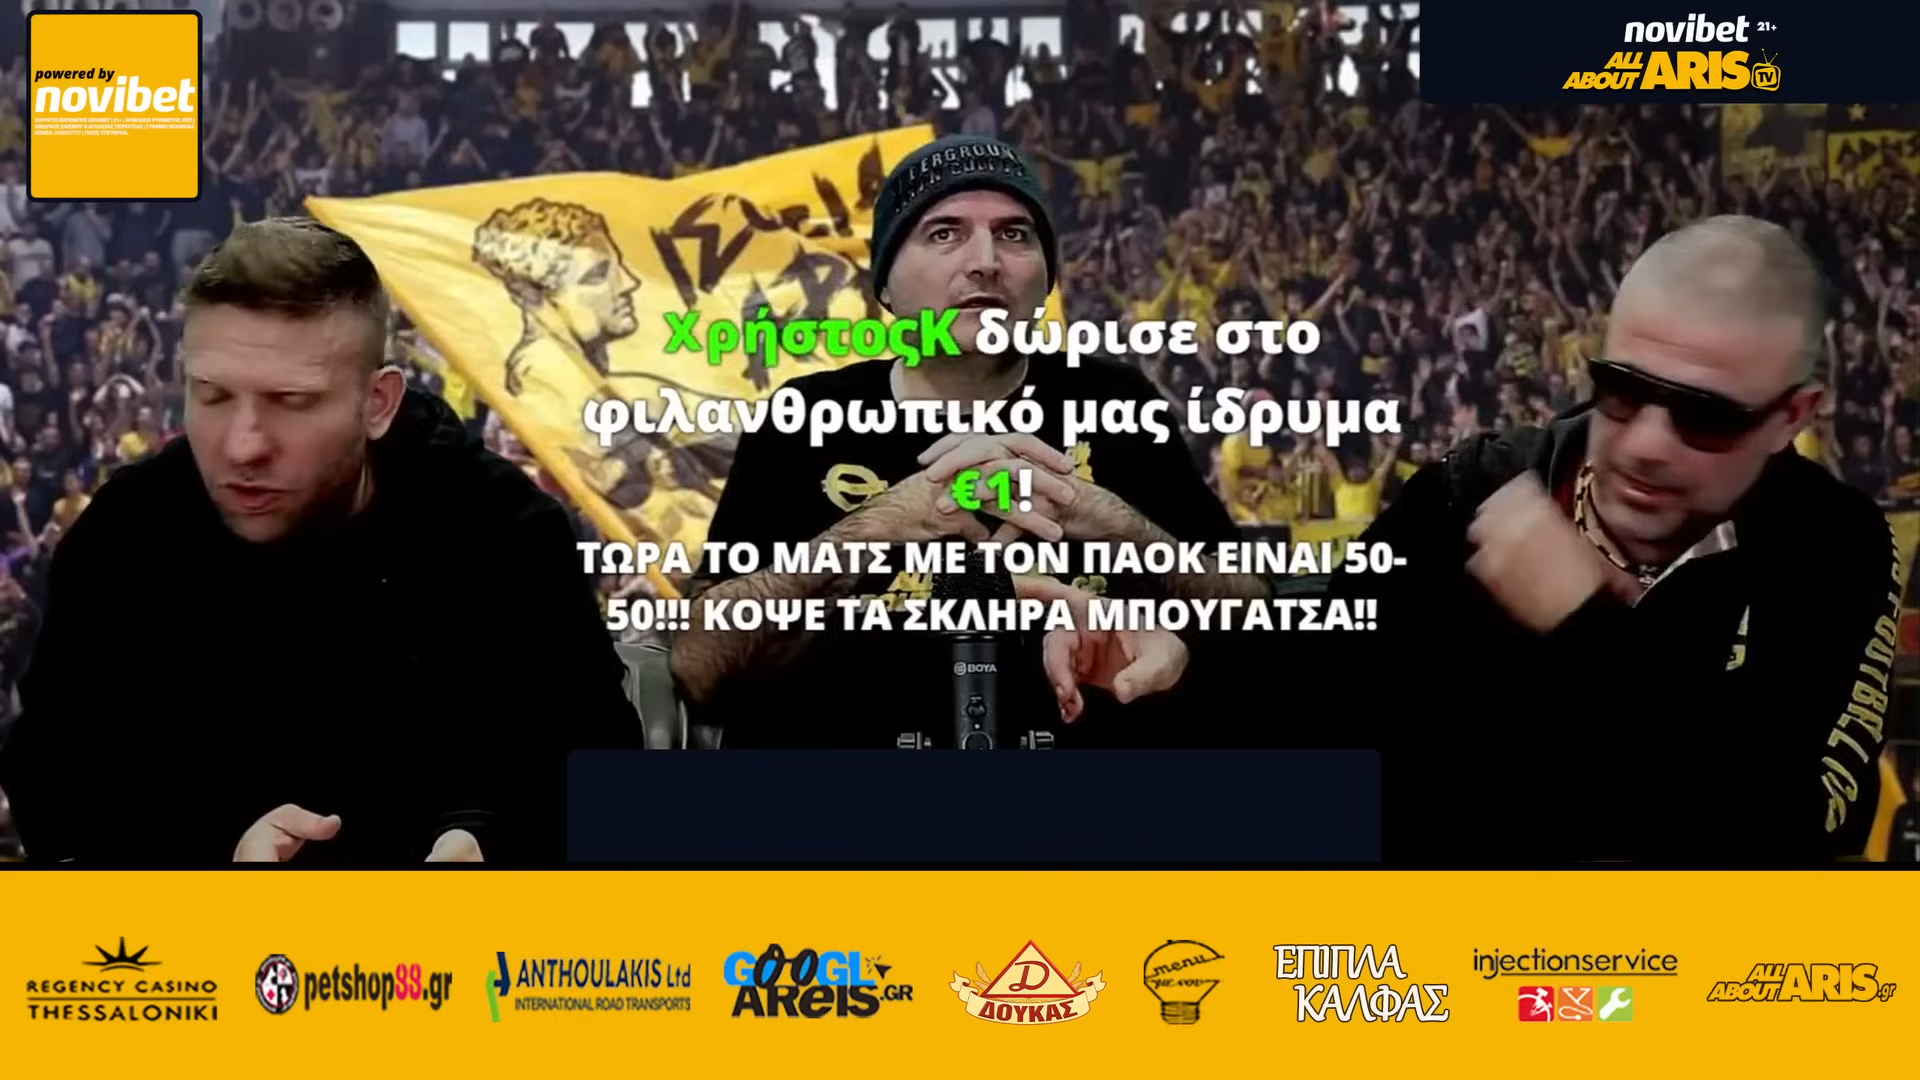 powered by
novibet
novibet 21+
ALL ABOUT ARIS TV
UNDERGROUND
ΧρήστοςΚ δώρισε στο
φιλανθρωπικό μας ίδρυμα
€1!
ΤΩΡΑ ΤΟ ΜΑΤΣ ΜΕ ΤΟΝ ΠΑΟΚ ΕΙΝΑΙ 50-
50!!! ΚΟΨΕ ΤΑ ΣΚΛΗΡΑ ΜΠΟΥΓΑΤΣΑ!!
BOYA
REGENCY CASINO
THESSALONIKI
petshop88.gr
ANTHOULAKIS Ltd
INTERNATIONAL ROAD TRANSPORTS
GOOGL
AReIS.GR
Δ
ΔΟΥΚΑΣ
menu
ΕΠΙΠΛΑ
ΚΑΛΦΑΣ
injectionservice
ALL ABOUT ARIS.gr